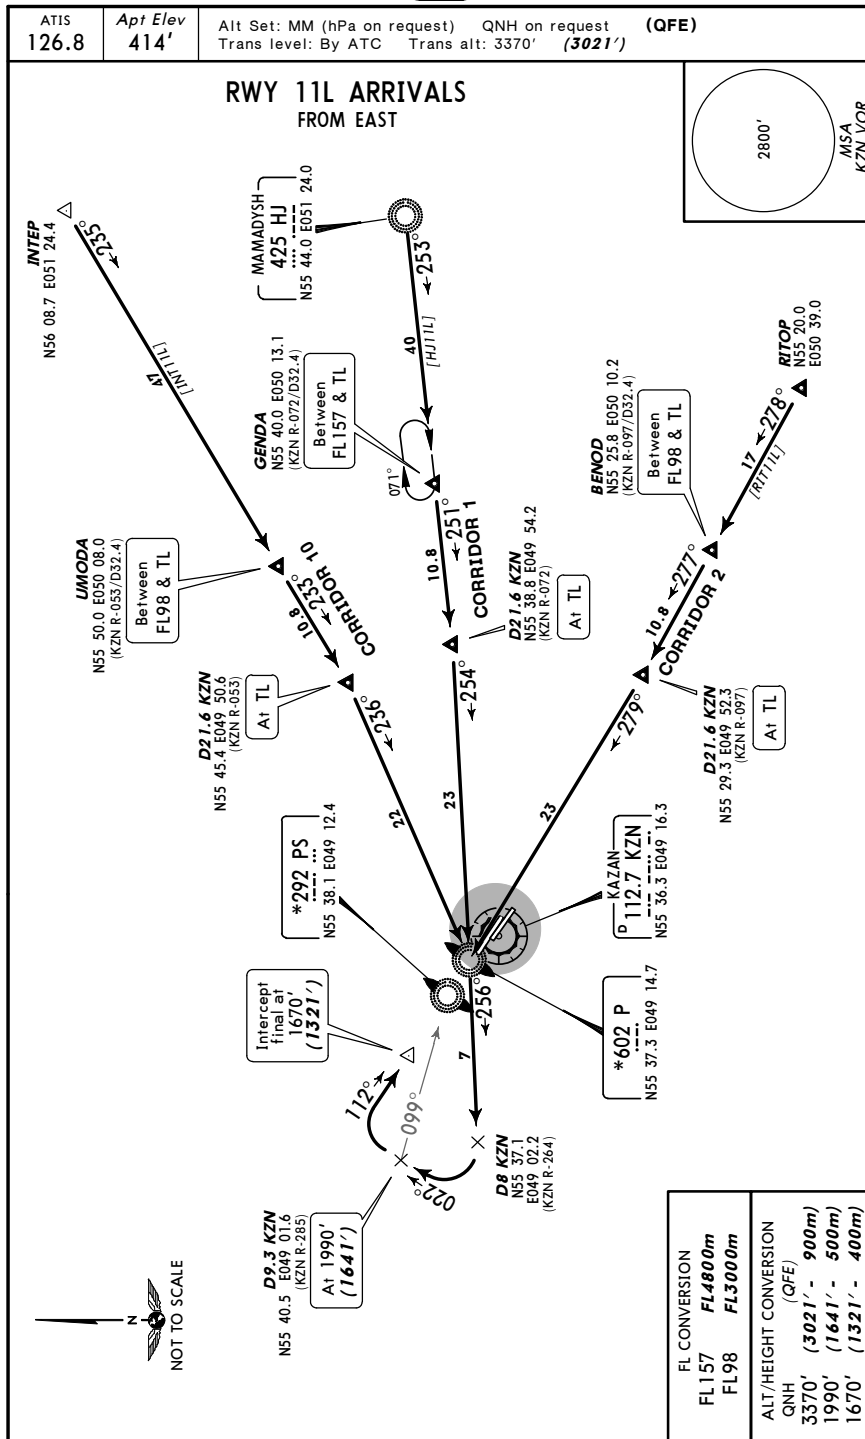 ATIS
126.8
Apt Elev
414'
Alt Set: MM (hPa on request) QNH on request (QFE)
Trans level: By ATC Trans alt: 3370' (3021')
RWY 11L ARRIVALS
FROM EAST
2800'
MSA
KZN VOR
INTEP
N56 08.7 E051 24.4
235°
47
[INT11L]
MAMADYSH
425 HJ
N55 44.0 E051 24.0
253°
40
[HJ11L]
GENDA
N55 40.0 E050 13.1
(KZN R-072/D32.4)
Between
FL157 & TL
071°
RITOP
N55 20.0
E050 39.0
278°
17
[RIT11L]
BENOD
N55 25.8 E050 10.2
(KZN R-097/D32.4)
Between
FL98 & TL
UMODA
N55 50.0 E050 08.0
(KZN R-053/D32.4)
Between
FL98 & TL
233°
10.8
CORRIDOR 10
251°
10.8
CORRIDOR 1
277°
10.8
CORRIDOR 2
D21.6 KZN
N55 45.4 E049 50.6
(KZN R-053)
At TL
D21.6 KZN
N55 38.8 E049 54.2
(KZN R-072)
At TL
D21.6 KZN
N55 29.3 E049 52.3
(KZN R-097)
At TL
236°
22
254°
23
279°
23
*292 PS
N55 38.1 E049 12.4
KAZAN
D 112.7 KZN
N55 36.3 E049 16.3
*602 P
N55 37.3 E049 14.7
Intercept
final at
1670'
(1321')
256°
7
112°
099°
022°
D8 KZN
N55 37.1
E049 02.2
(KZN R-264)
D9.3 KZN
N55 40.5 E049 01.6
(KZN R-285)
At 1990'
(1641')
N
NOT TO SCALE
FL CONVERSION
FL157 FL4800m
FL98 FL3000m
ALT/HEIGHT CONVERSION
QNH (QFE)
3370' (3021' - 900m)
1990' (1641' - 500m)
1670' (1321' - 400m)